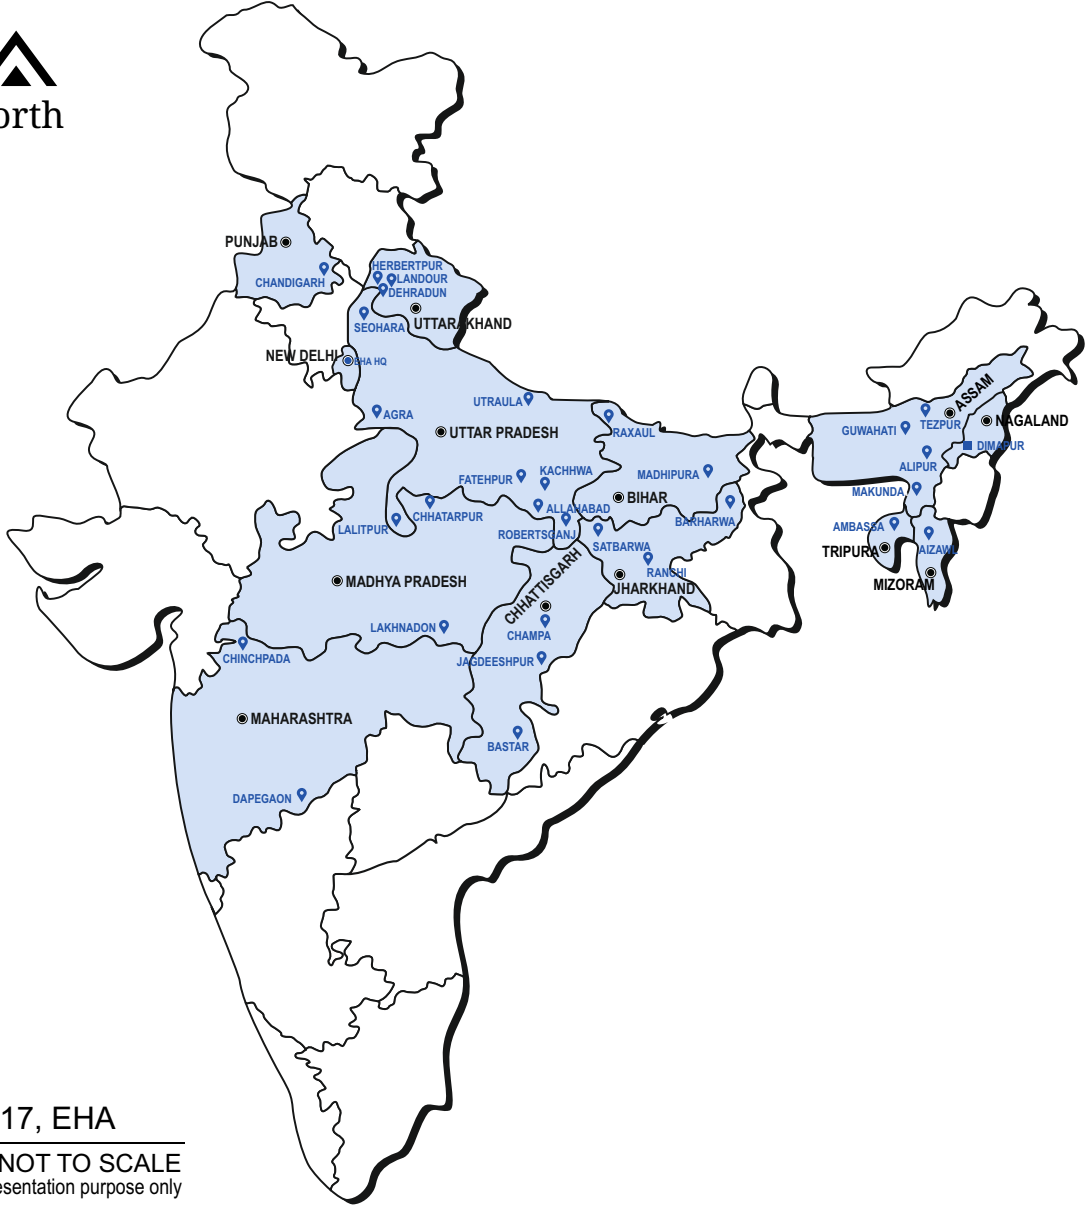 orth
PUNJAB
CHANDIGARH
HERBERTPUR
LANDOUR
DEHRADUN
UTTARAKHAND
SEOHARA
NEW DELHI
EHA HQ
AGRA
UTRAULA
UTTAR PRADESH
RAXAUL
FATEHPUR
KACHHWA
MADHIPURA
BIHAR
ALLAHABAD
BARHARWA
CHHATARPUR
LALITPUR
ROBERTSGANJ
SATBARWA
RANCHI
JHARKHAND
CHHATTISGARH
MADHYA PRADESH
LAKHNADON
CHAMPA
JAGDEESHPUR
CHINCHPADA
MAHARASHTRA
BASTAR
DAPEGAON
ASSAM
TEZPUR
NAGALAND
GUWAHATI
DIMAPUR
ALIPUR
MAKUNDA
AMBASSA
TRIPURA
AIZAWL
MIZORAM
17, EHA
NOT TO SCALE
esentation purpose only